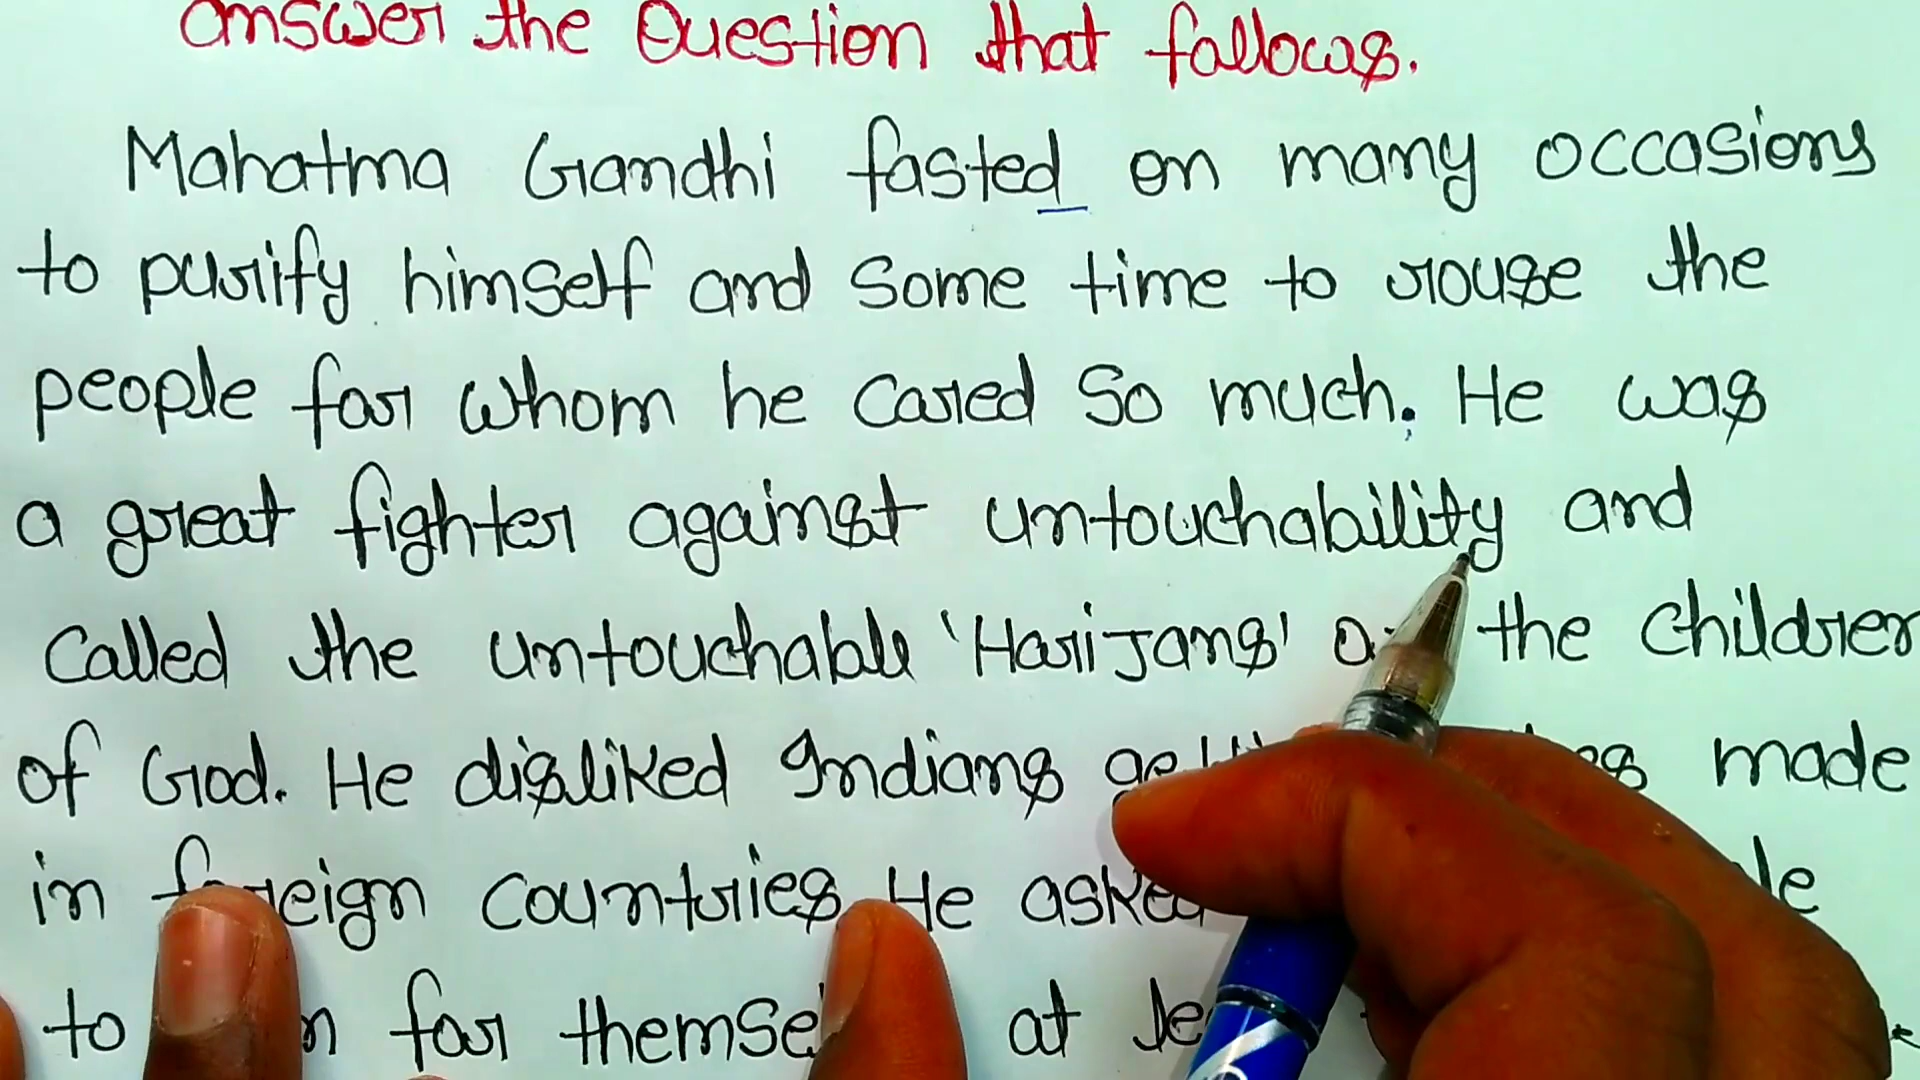 answer the Question that follows.
Mahatma Gandhi fasted on many occasions
to purify himself and Some time to rouse the
people for whom he cared So much. He was
a great fighter against untouchability and
called the untouchable 'HariJans' the children
of God. He disliked Indians made
in foreign countries He asked
to for at